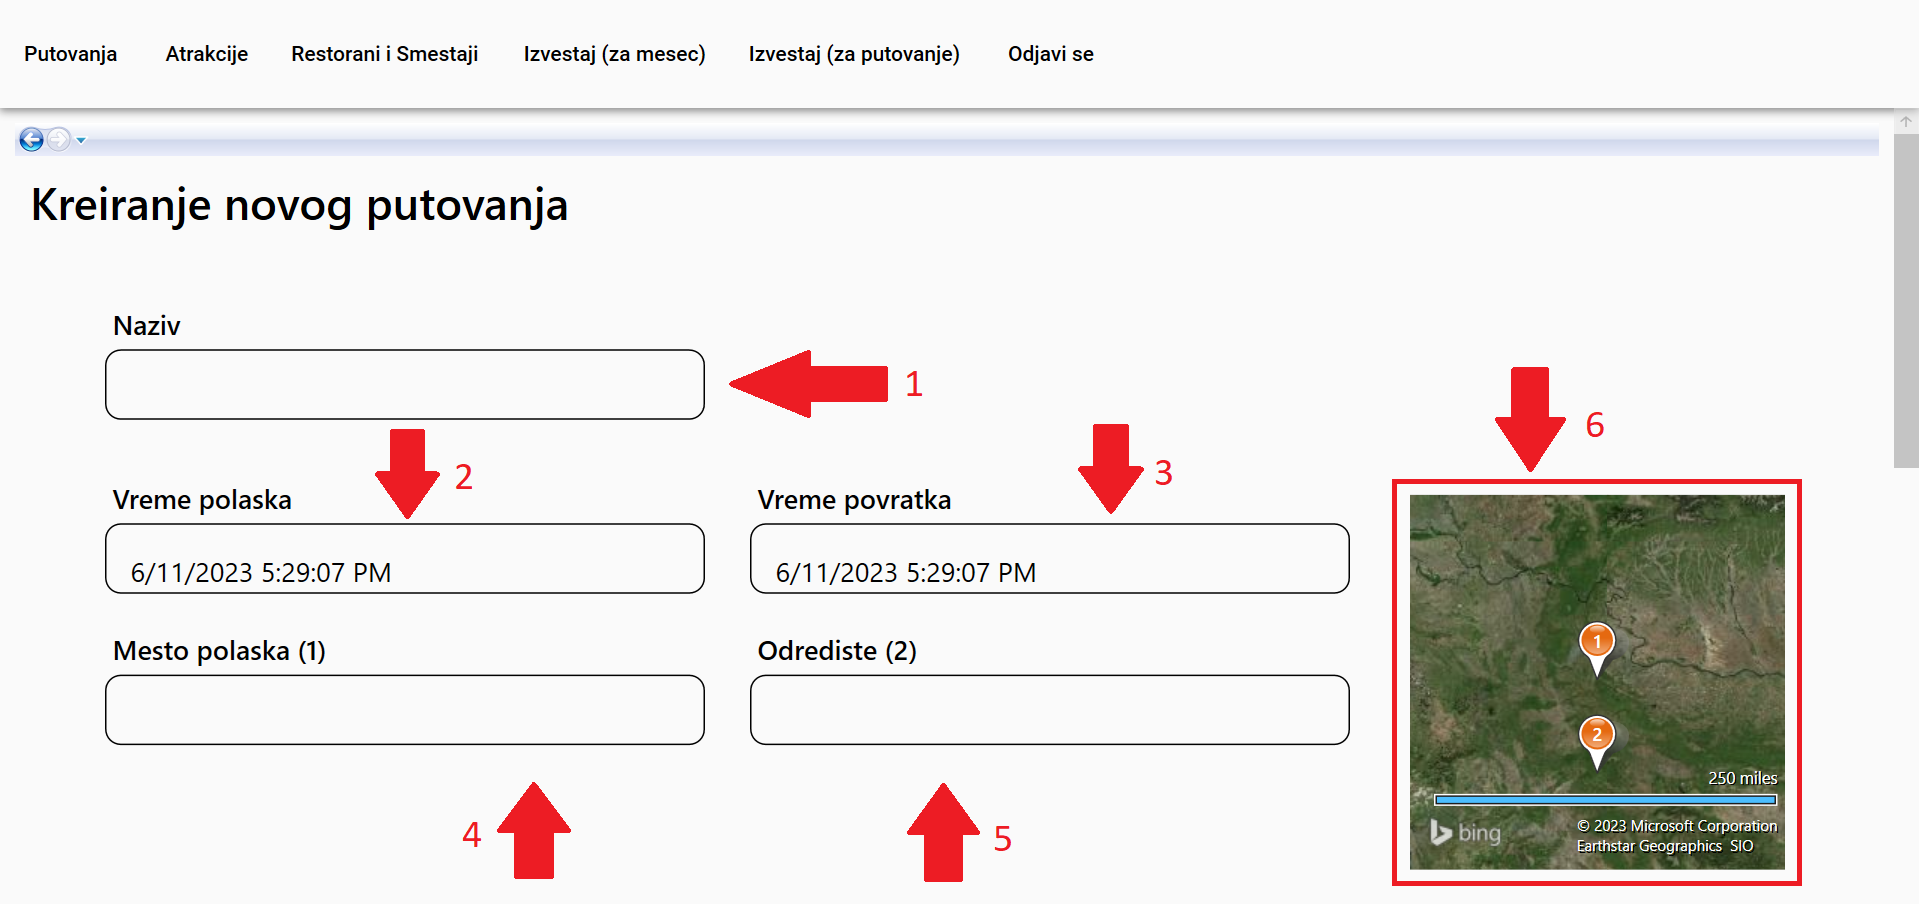 Putovanja Atrakcije Restorani i Smestaji Izvestaj (za mesec) Izvestaj (za putovanje) Odjavi se
Kreiranje novog putovanja
Naziv
1
2
3
6
Vreme polaska Vreme povratka
6/11/2023 5:29:07 PM 6/11/2023 5:29:07 PM
Mesto polaska (1) Odrediste (2)
4
5
1
2
250 miles
bing
© 2023 Microsoft Corporation
Earthstar Geographics SIO